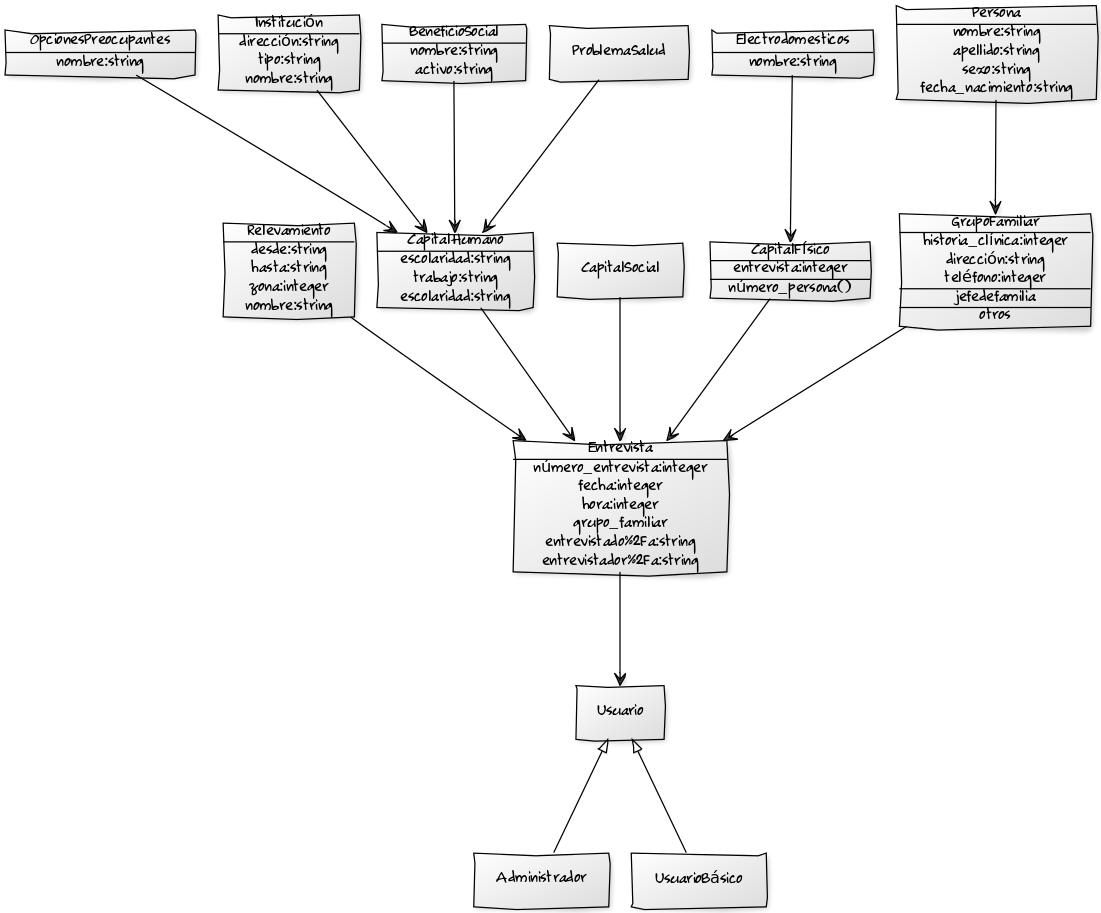 OpcionesPreocupantes
nombre:string
InstituciÓn
direcciÓn:string
tipo:string
nombre:string
BeneficioSocial
nombre:string
activo:string
ProblemaSalud
Electrodomesticos
nombre:string
Persona
nombre:string
apellido:string
sexo:string
fecha_nacimiento:string
Relevamiento
desde:string
hasta:string
zona:integer
nombre:string
CapitalHumano
escolaridad:string
trabajo:string
escolaridad:string
CapitalSocial
CapitalFÍsico
entrevista:integer
nÚmero_persona()
GrupoFamiliar
historia_clÍnica:integer
direcciÓn:string
telÉfono:integer
jefedefamilia
otros
Entrevista
nÚmero_entrevista:integer
fecha:integer
hora:integer
grupo_familiar
entrevistado%2Fa:string
entrevistador%2Fa:string
Usuario
Administrador
UsuarioBÁsico